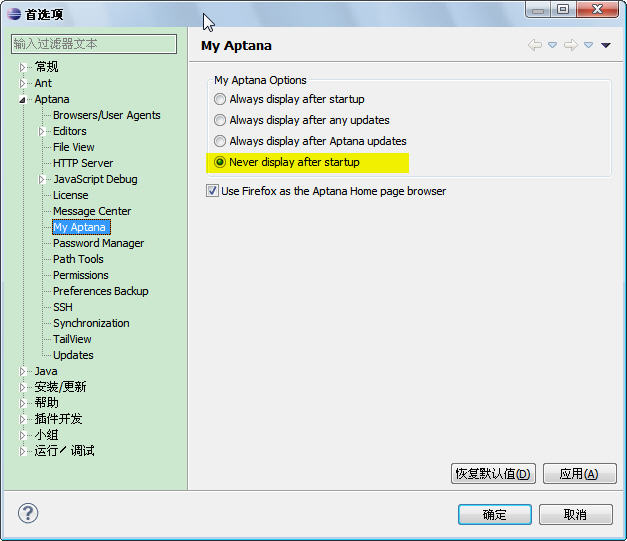 首选项
输入过滤器文本
常规
Ant
Aptana
Browsers/User Agents
Editors
File View
HTTP Server
JavaScript Debug
License
Message Center
My Aptana
Password Manager
Path Tools
Permissions
Preferences Backup
SSH
Synchronization
TailView
Updates
Java
安装/更新
帮助
插件开发
小组
运行／调试
My Aptana
My Aptana Options
Always display after startup
Always display after any updates
Always display after Aptana updates
Never display after startup
Use Firefox as the Aptana Home page browser
恢复默认值(D) 应用(A)
? 确定 取消